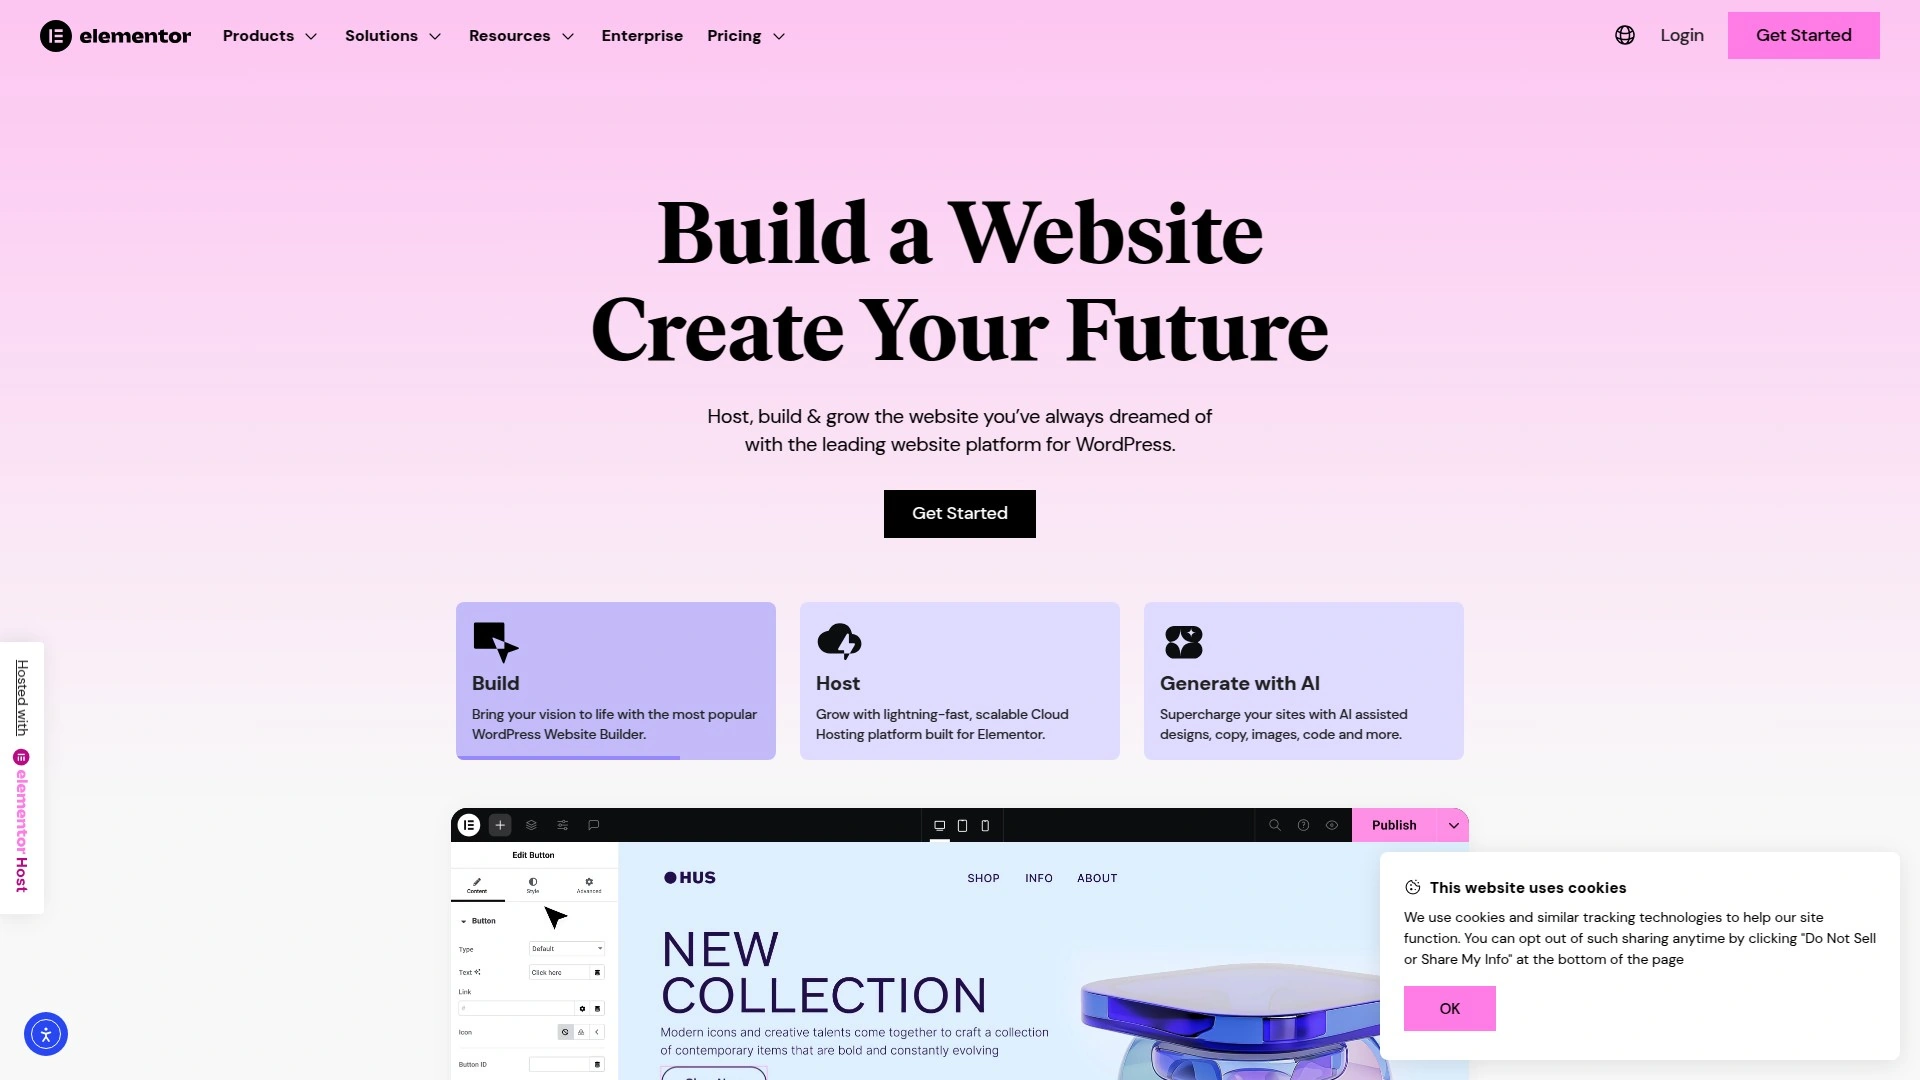 elementor
Products
Solutions
Resources
Enterprise
Pricing
Login
Get Started
Build a Website
Create Your Future
Host, build & grow the website you’ve always dreamed of
with the leading website platform for WordPress.
Get Started
Build
Bring your vision to life with the most popular
WordPress Website Builder.
Host
Grow with lightning-fast, scalable Cloud
Hosting platform built for Elementor.
Generate with AI
Supercharge your sites with AI assisted
designs, copy, images, code and more.
Hosted with
elementor Host
Publish
Edit Button
Content
Style
Advanced
Button
Type
Default
Text
Click here
Link
Icon
Button ID
HUS
SHOP
INFO
ABOUT
NEW
COLLECTION
Modern icons and creative talents come together to craft a collection
of contemporary items that are bold and constantly evolving
This website uses cookies
We use cookies and similar tracking technologies to help our site
function. You can opt out of such sharing anytime by clicking "Do Not Sell
or Share My Info" at the bottom of the page
OK